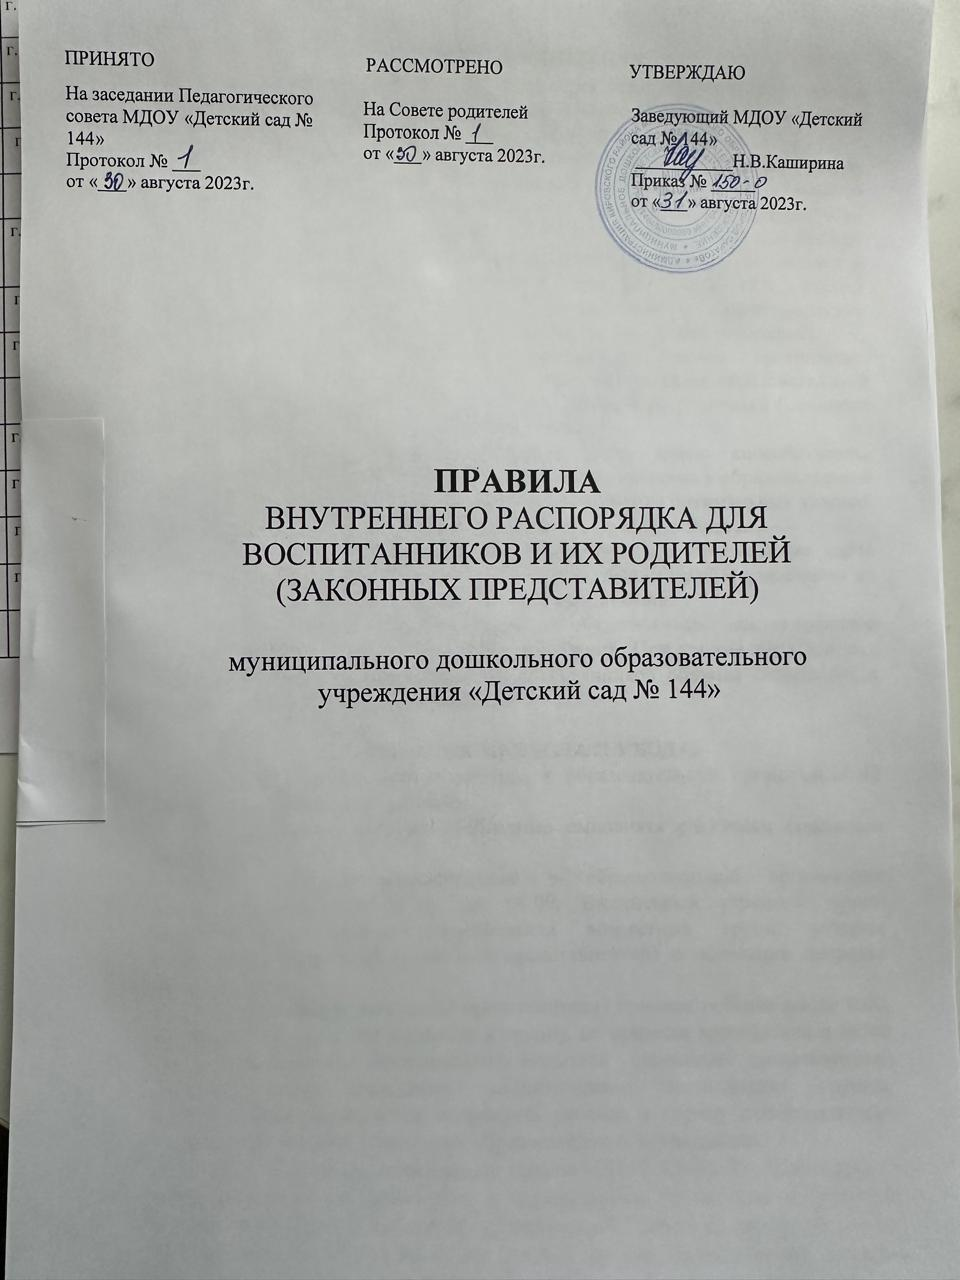 ПРИНЯТО
На заседании Педагогического
совета МДОУ «Детский сад №
144»
Протокол № 1
от «30» августа 2023г.
РАССМОТРЕНО
На Совете родителей
Протокол № 1
от «30» августа 2023г.
УТВЕРЖДАЮ
Заведующий МДОУ «Детский
сад №144»
Н.В.Каширина
Приказ № 150-0
от «31» августа 2023г.
ПРАВИЛА
ВНУТРЕННЕГО РАСПОРЯДКА ДЛЯ
ВОСПИТАННИКОВ И ИХ РОДИТЕЛЕЙ
(ЗАКОННЫХ ПРЕДСТАВИТЕЛЕЙ)
муниципального дошкольного образовательного
учреждения «Детский сад № 144»